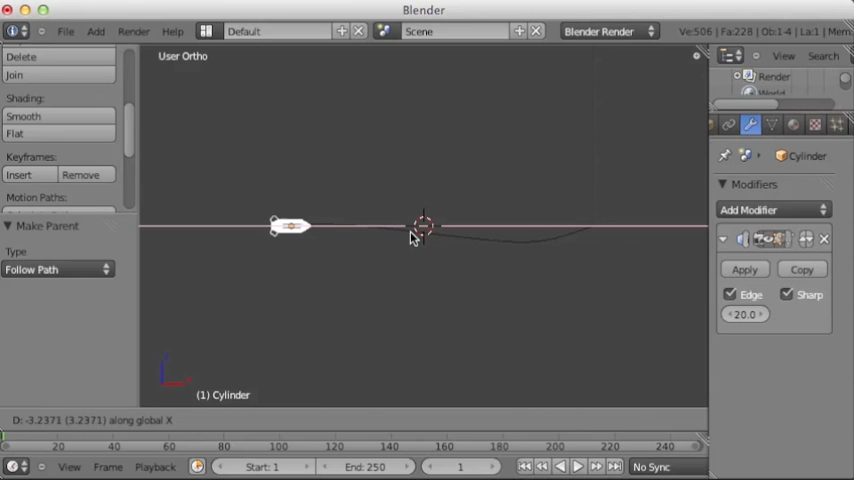 Blender
File Add Render Help Default Scene Blender Render Ve:506 | Fa:228 | Ob:1-4 | La:1 | Mem:
Delete
Join
Shading:
Smooth
Flat
Keyframes:
Insert Remove
Motion Paths:
Make Parent
Type
Follow Path
User Ortho
(1) Cylinder
View Search
Render
World
Cylinder
Modifiers
Add Modifier
Apply Copy
Edge Sharp
20.0
D: -3.2371 (3.2371) along global X
20 40 60 80 100 120 140 160 180 200 220 240
View Frame Playback Start: 1 End: 250 1 No Sync